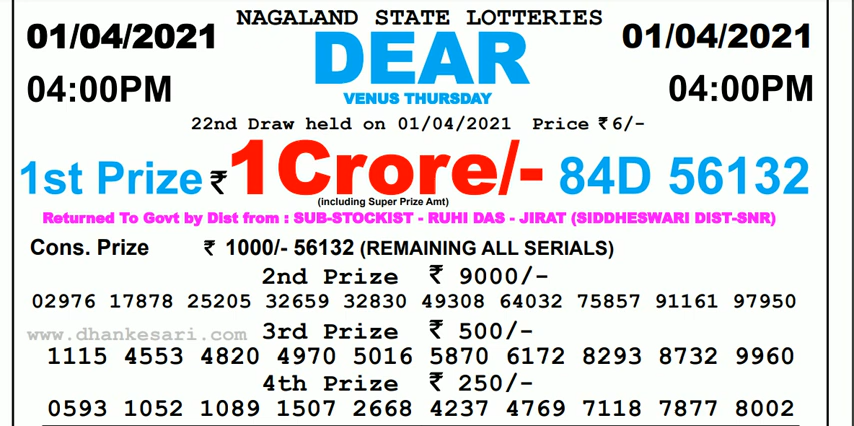 NAGALAND STATE LOTTERIES
01/04/2021 DEAR 01/04/2021
04:00PM VENUS THURSDAY 04:00PM
22nd Draw held on 01/04/2021 Price ₹6/-
1st Prize ₹1Crore/- 84D 56132
(including Super Prize Amt)
Returned To Govt by Dist from : SUB-STOCKIST - RUHI DAS - JIRAT (SIDDHESWARI DIST-SNR)
Cons. Prize ₹ 1000/- 56132 (REMAINING ALL SERIALS)
2nd Prize ₹ 9000/-
02976 17878 25205 32659 32830 49308 64032 75857 91161 97950
www.dhankesari.com 3rd Prize ₹ 500/-
1115 4553 4820 4970 5016 5870 6172 8293 8732 9960
4th Prize ₹ 250/-
0593 1052 1089 1507 2668 4237 4769 7118 7877 8002